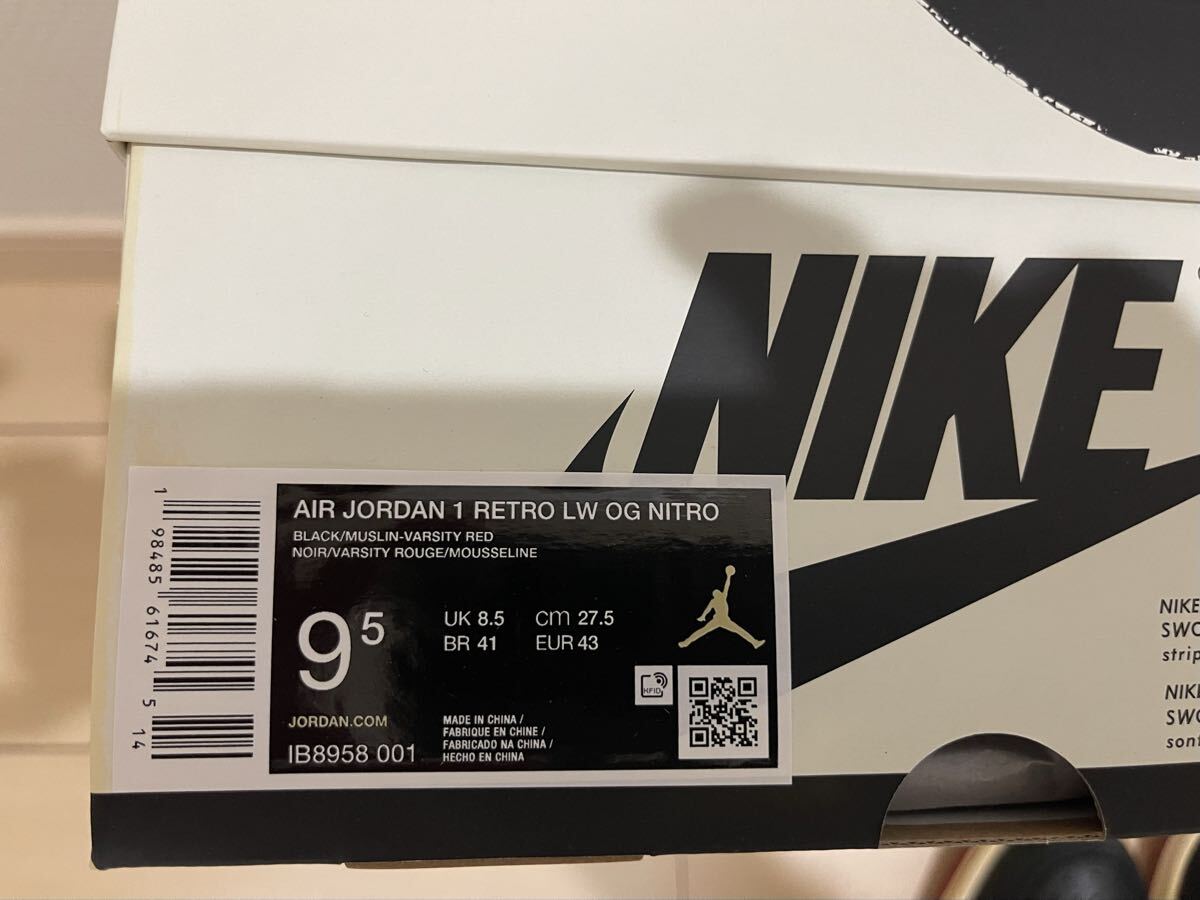 NIKE
AIR JORDAN 1 RETRO LW OG NITRO
BLACK/MUSLIN-VARSITY RED
NOIR/VARSITY ROUGE/MOUSSELINE
9⁵
UK 8.5 cm 27.5
BR 41 EUR 43
RFID
JORDAN.COM
IB8958 001
MADE IN CHINA /
FABRIQUE EN CHINE /
FABRICADO NA CHINA /
HECHO EN CHINA
1 98485 61674 5 14
NIKE
strip
sont